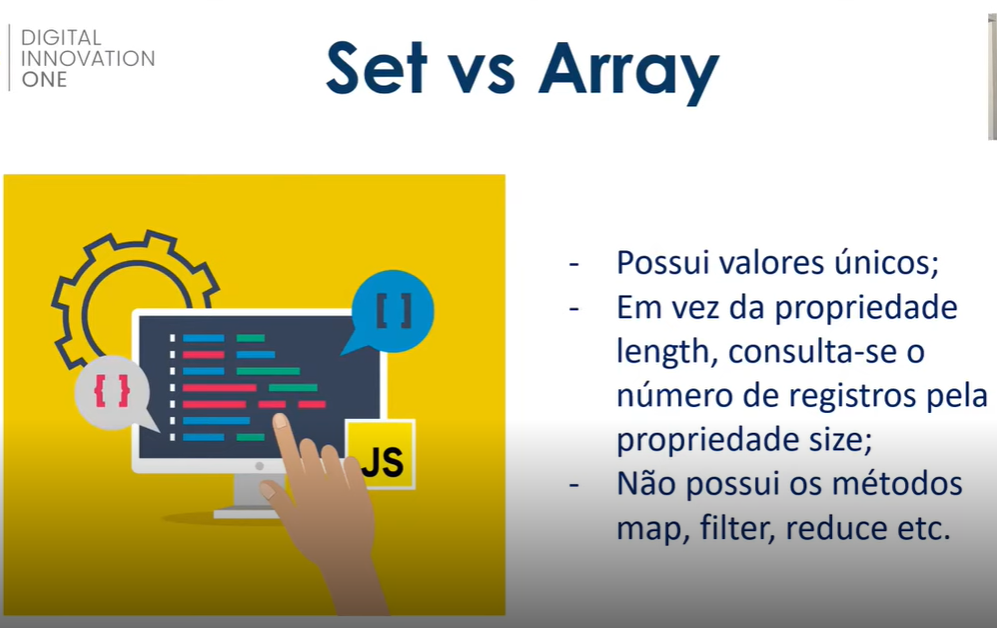 DIGITAL
INNOVATION
ONE
Set vs Array
[ ]
{ }
JS
- Possui valores únicos;
- Em vez da propriedade
length, consulta-se o
número de registros pela
propriedade size;
- Não possui os métodos
map, filter, reduce etc.